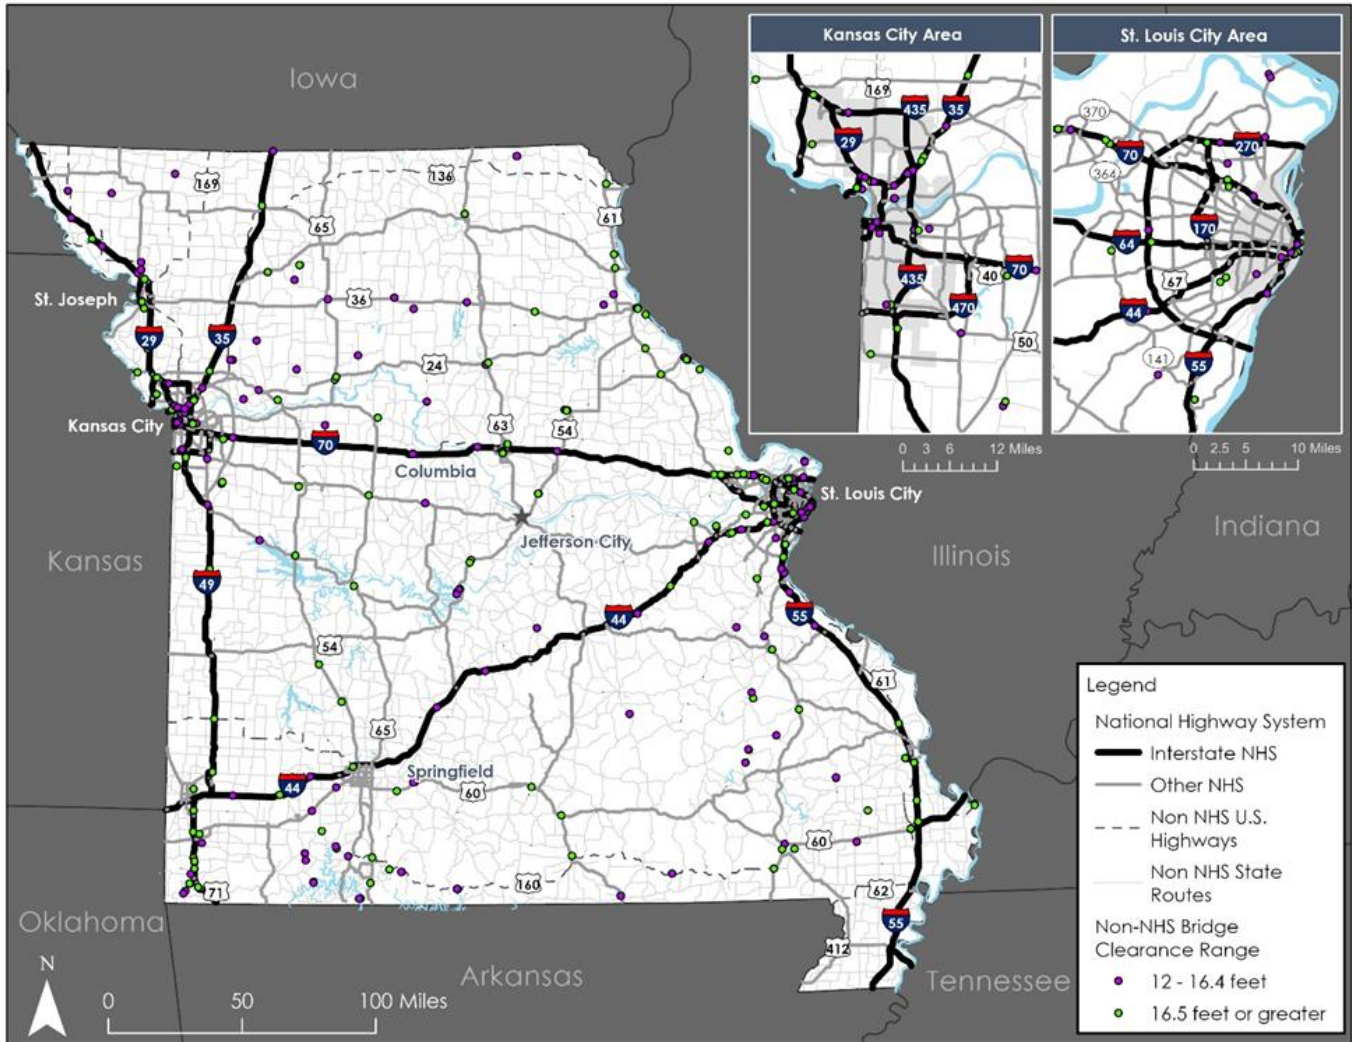 Kansas City Area
St. Louis City Area
169
435
35
29
435
40
70
470
50
0 3 6 12 Miles
370
70
270
364
170
64
67
44
141
55
0 2.5 5 10 Miles
Iowa
169
136
61
65
St. Joseph
36
29
35
24
Kansas City
63
54
70
Columbia
St. Louis City
Jefferson City
Kansas
Illinois
Indiana
49
44
55
54
61
65
Springfield
44
60
60
71
160
62
55
412
Oklahoma
Arkansas
Tennessee
N
0 50 100 Miles
Legend
National Highway System
Interstate NHS
Other NHS
Non NHS U.S.
Highways
Non NHS State
Routes
Non-NHS Bridge
Clearance Range
12 - 16.4 feet
16.5 feet or greater